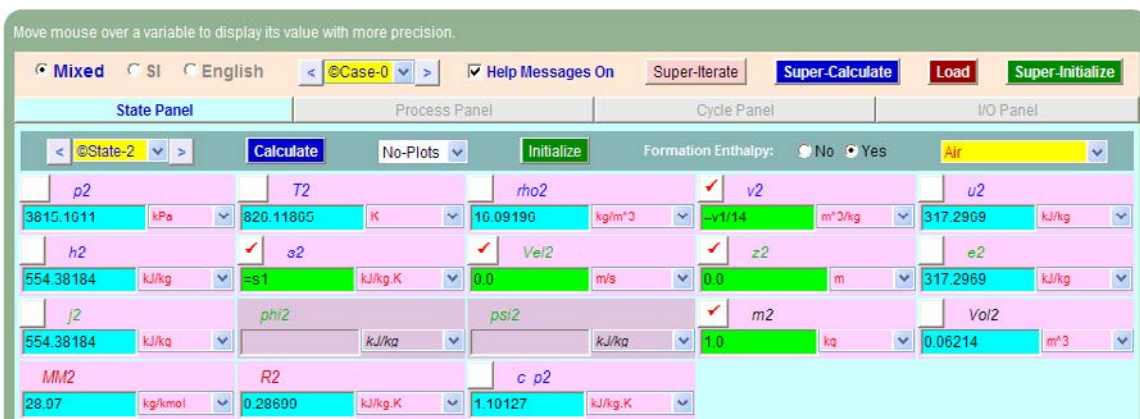 Move mouse over a variable to display its value with more precision.
Mixed SI English < ©Case-0 > Help Messages On Super-Iterate Super-Calculate Load Super-Initialize
State Panel Process Panel Cycle Panel I/O Panel
< ©State-2 > Calculate No-Plots Initialize Formation Enthalpy: No Yes Air
p2 T2 rho2 v2 u2
3815.1611 kPa 826.11865 K 16.09196 kg/m^3 =v1/14 m^3/kg 317.2969 kJ/kg
h2 s2 Vel2 z2 e2
554.38184 kJ/kg =s1 kJ/kg.K 0.0 m/s 0.0 m 317.2969 kJ/kg
j2 phi2 psi2 m2 Vol2
554.38184 kJ/kg kJ/kg kJ/kg 1.0 kg 0.06214 m^3
MM2 R2 c_p2
28.97 kg/kmol 0.28699 kJ/kg.K 1.10127 kJ/kg.K